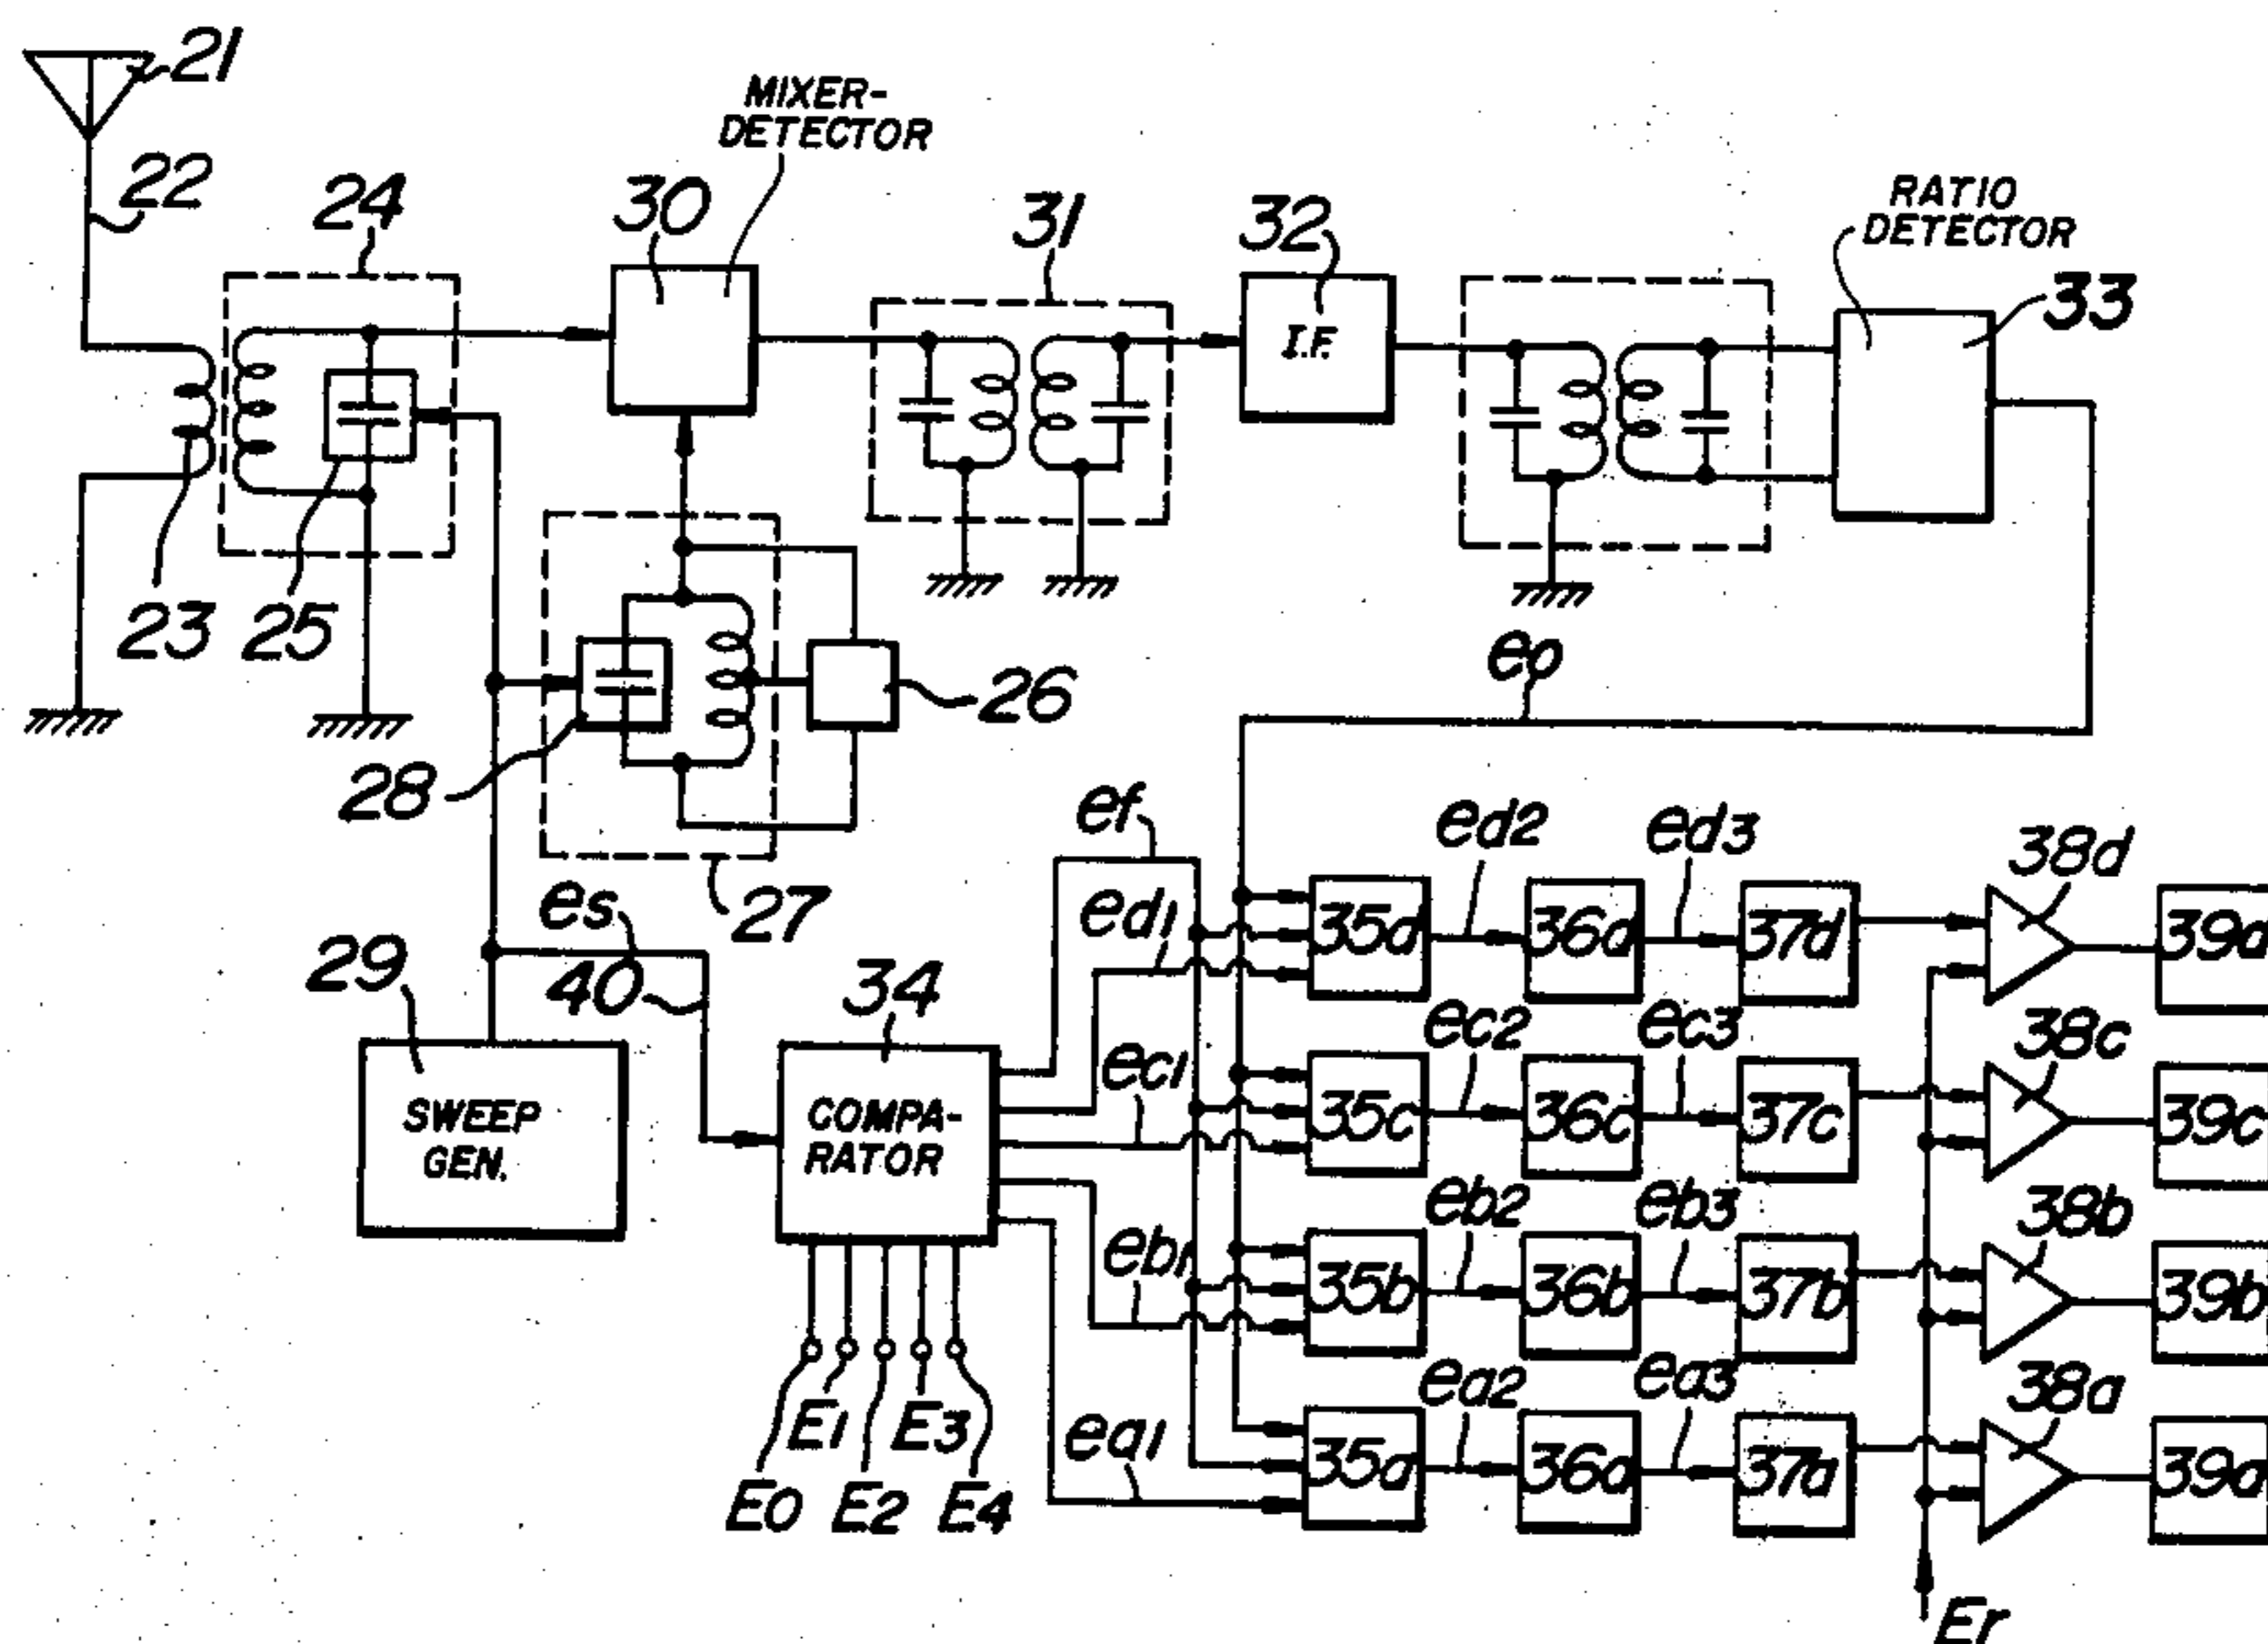 21
MIXER-
DETECTOR
22
24
30
31
32
RATIO
DETECTOR
33
I.F.
23
25
26
eo
28
ef
ed2
ed3
38d
27
es
ed1
35d
36d
37d
39d
29
40
34
ec2
ec3
38c
SWEEP
GEN.
COMPA-
RATOR
ec1
35c
36c
37c
39c
eb2
eb3
38b
eb1
35b
36b
37b
39b
E1
E3
ea2
ea3
38a
E0
E2
E4
ea1
35a
36a
37a
39a
Er